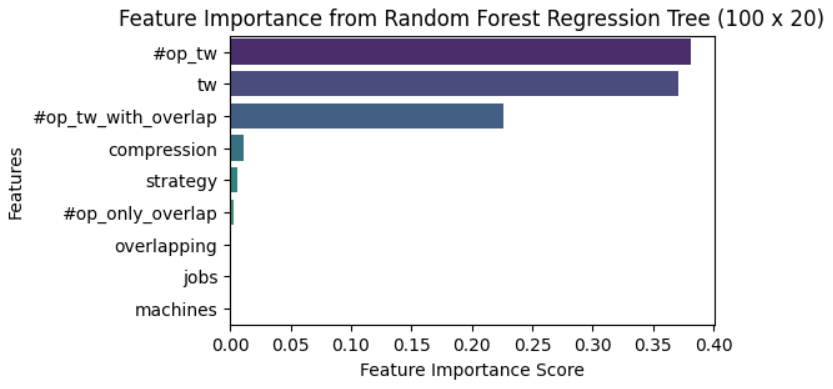 Feature Importance from Random Forest Regression Tree (100 x 20)
Features
#op_tw
tw
#op_tw_with_overlap
compression
strategy
#op_only_overlap
overlapping
jobs
machines
0.00 0.05 0.10 0.15 0.20 0.25 0.30 0.35 0.40
Feature Importance Score